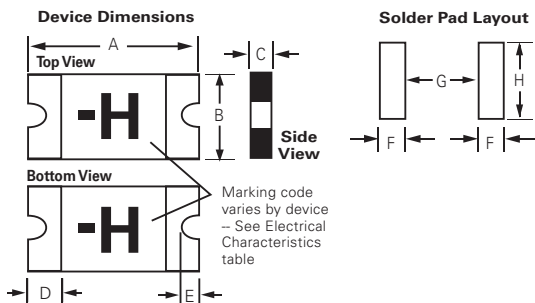 Device Dimensions
A
Top View
-H
B
C
Side
View
Bottom View
-H
D
E
Marking code
varies by device
-- See Electrical
Characteristics
table
Solder Pad Layout
G
H
F
F